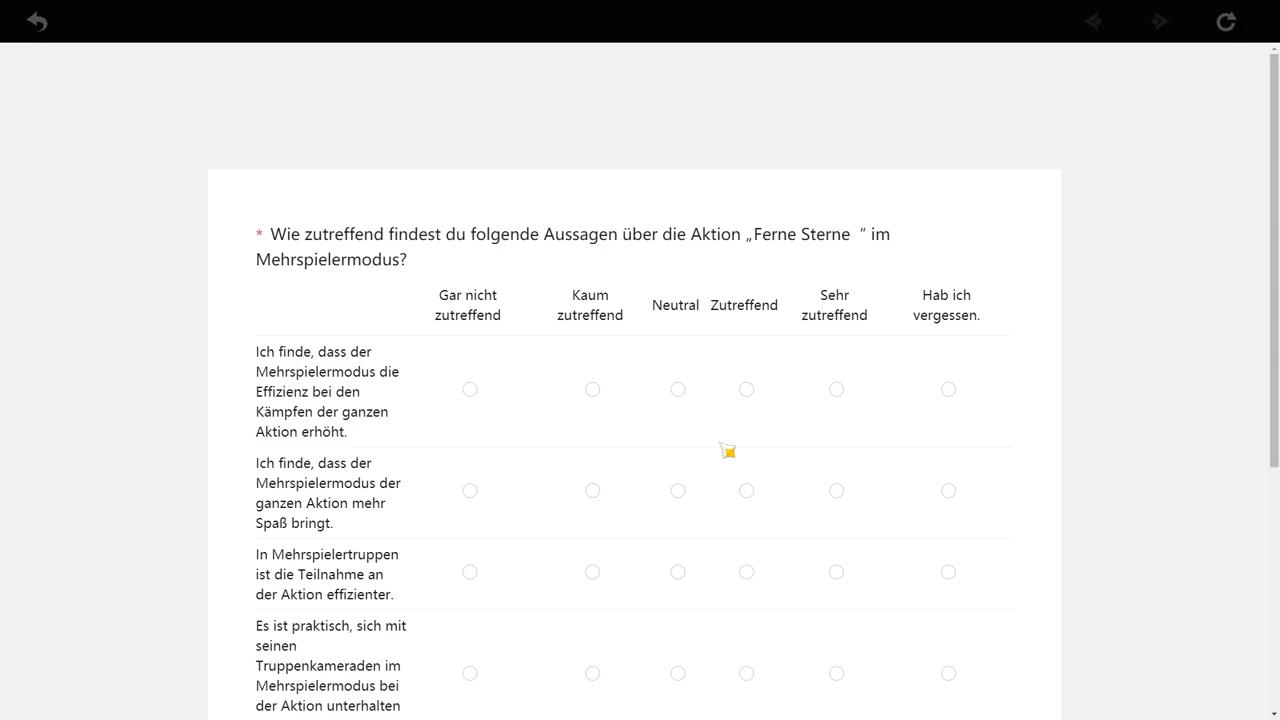 * Wie zutreffend findest du folgende Aussagen über die Aktion „Ferne Sterne “ im
Mehrspielermodus?
Gar nicht zutreffend
Kaum zutreffend
Neutral
Zutreffend
Sehr zutreffend
Hab ich vergessen.
Ich finde, dass der
Mehrspielermodus die
Effizienz bei den
Kämpfen der ganzen
Aktion erhöht.
Ich finde, dass der
Mehrspielermodus der
ganzen Aktion mehr
Spaß bringt.
In Mehrspielertruppen
ist die Teilnahme an
der Aktion effizienter.
Es ist praktisch, sich mit
seinen
Truppenkameraden im
Mehrspielermodus bei
der Aktion unterhalten